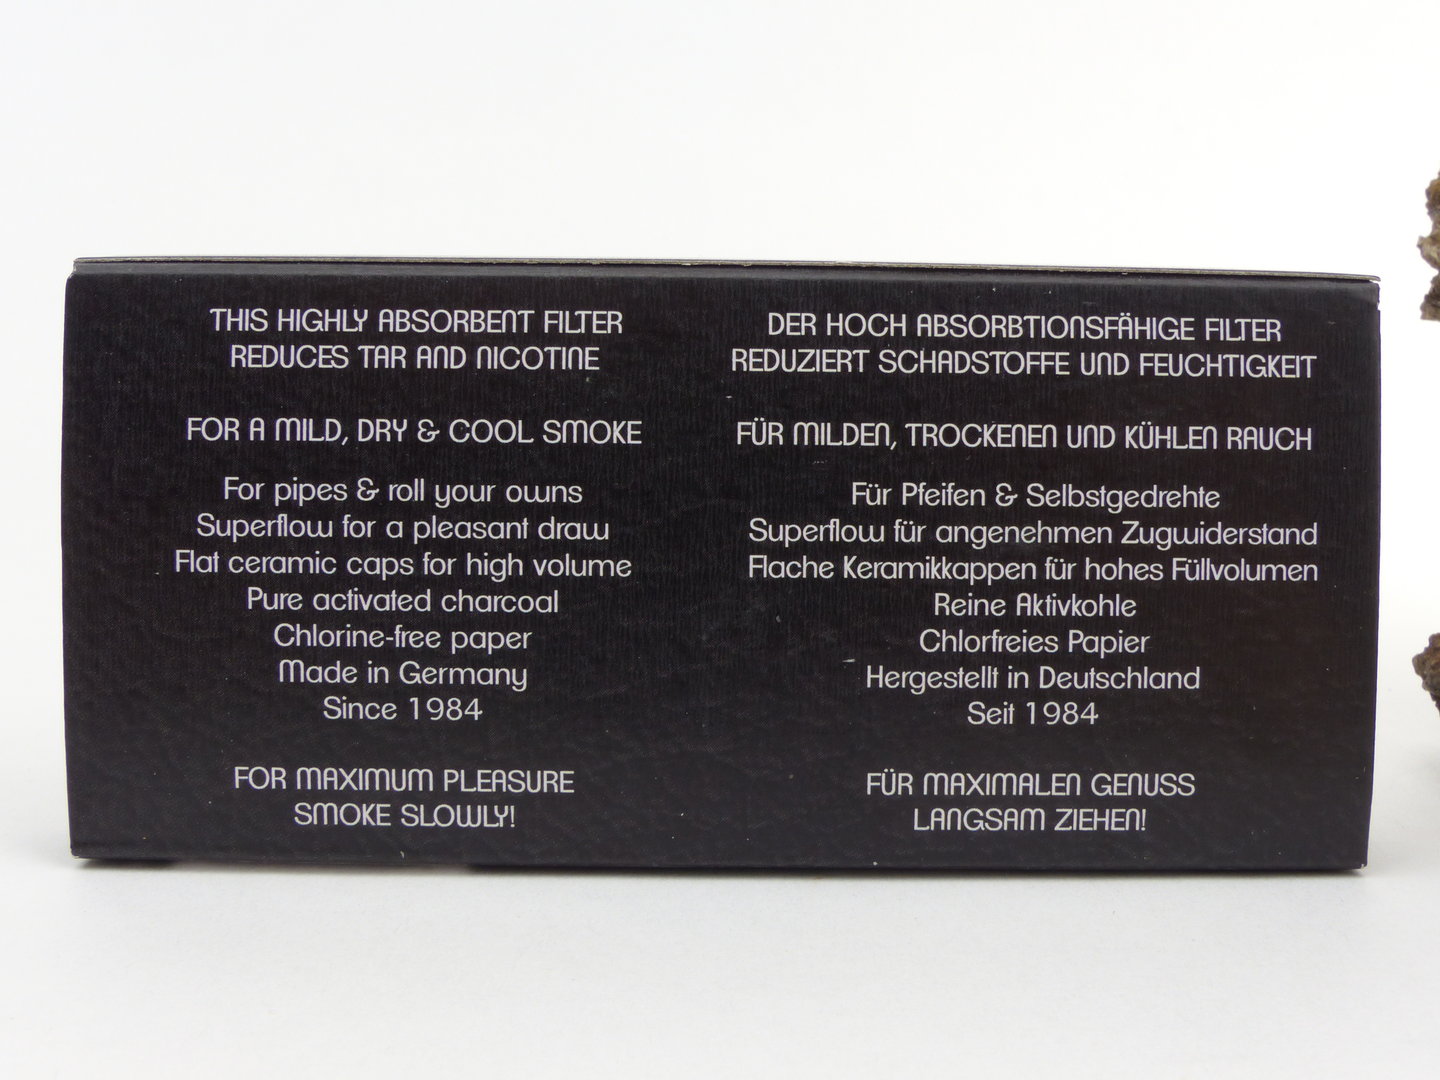 THIS HIGHLY ABSORBENT FILTER
REDUCES TAR AND NICOTINE
FOR A MILD, DRY & COOL SMOKE
For pipes & roll your owns
Superflow for a pleasant draw
Flat ceramic caps for high volume
Pure activated charcoal
Chlorine-free paper
Made in Germany
Since 1984
FOR MAXIMUM PLEASURE
SMOKE SLOWLY!
DER HOCH ABSORBTIONSFÄHIGE FILTER
REDUZIERT SCHADSTOFFE UND FEUCHTIGKEIT
FÜR MILDEN, TROCKENEN UND KÜHLEN RAUCH
Für Pfeifen & Selbstgedrehte
Superflow für angenehmen Zugwiderstand
Flache Keramikkappen für hohes Füllvolumen
Reine Aktivkohle
Chlorfreies Papier
Hergestellt in Deutschland
Seit 1984
FÜR MAXIMALEN GENUSS
LANGSAM ZIEHEN!